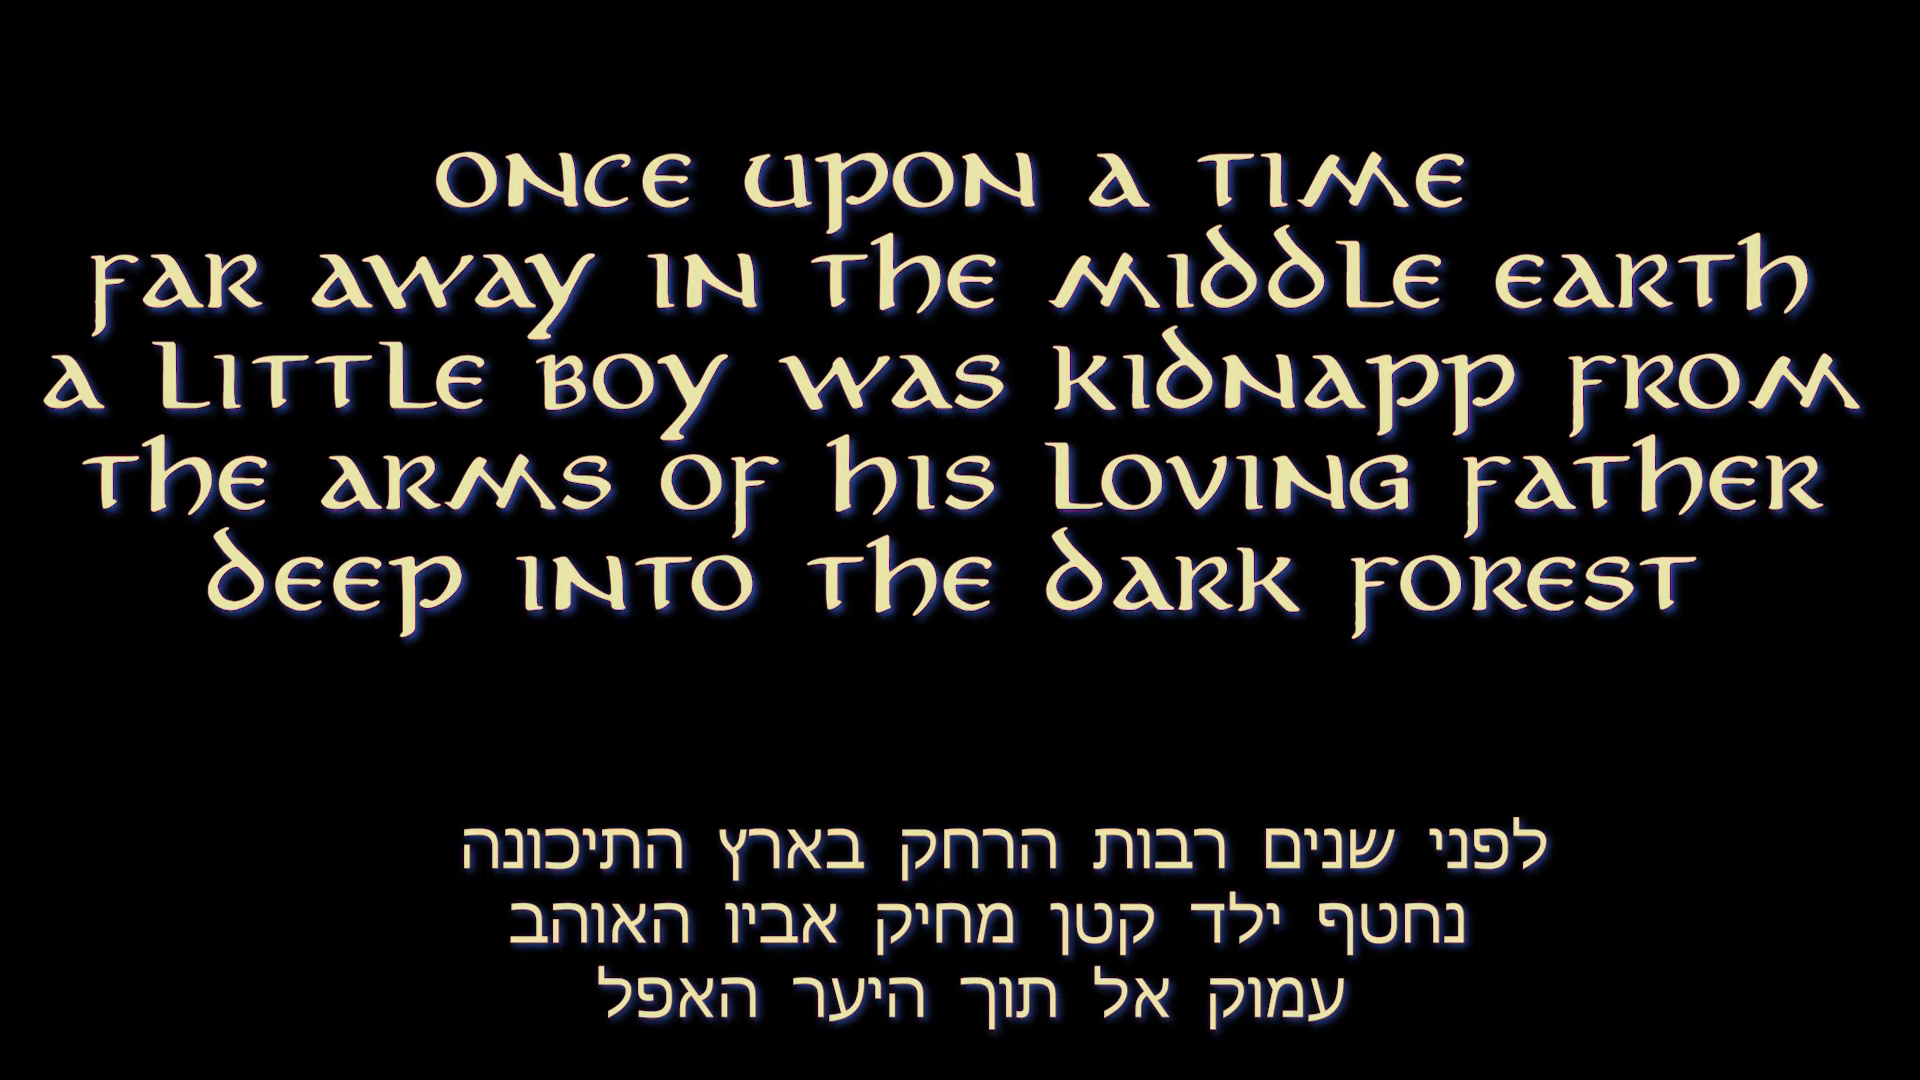 ONCE UPON A TIME
FAR AWAY IN THE MIDDLE EARTH
A LITTLE BOY WAS KIDNAPP FROM
THE ARMS OF HIS LOVING FATHER
DEEP INTO THE DARK FOREST
לפני שנים רבות הרחק בארץ התיכונה
נחטף ילד קטן מחיק אביו האוהב
עמוק אל תוך היער האפל